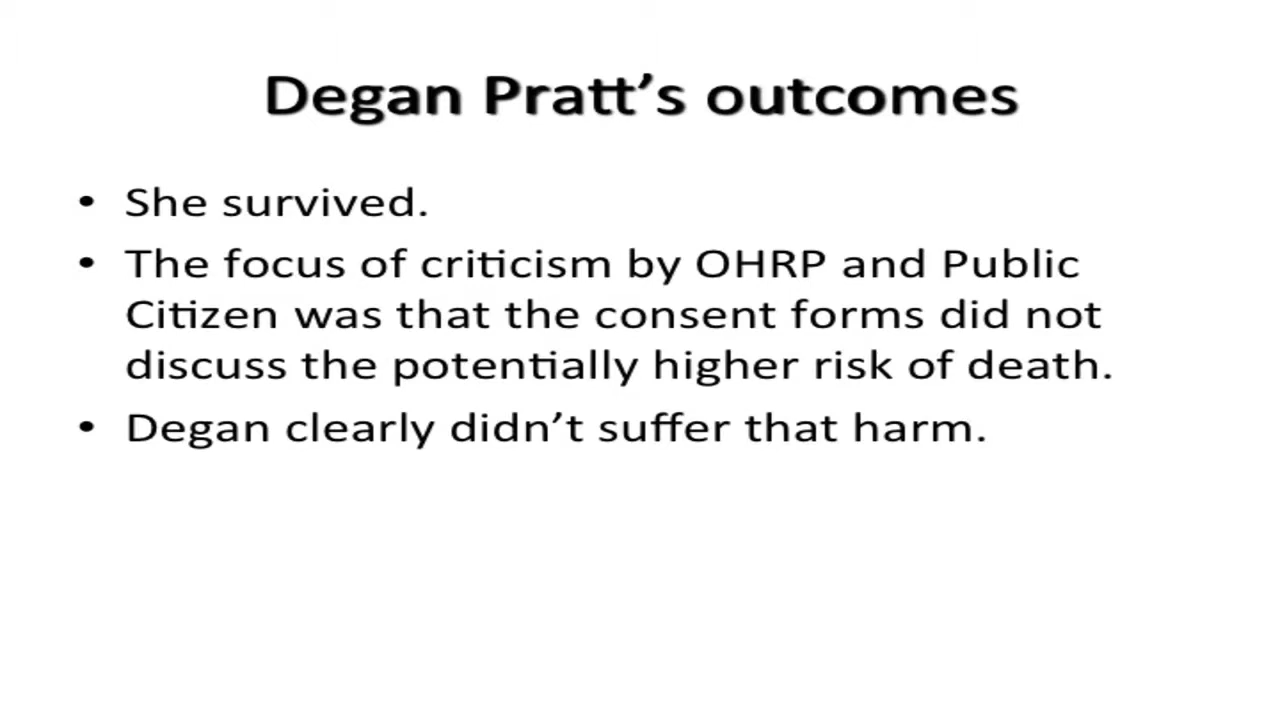 Degan Pratt’s outcomes
• She survived.
• The focus of criticism by OHRP and Public
Citizen was that the consent forms did not
discuss the potentially higher risk of death.
• Degan clearly didn’t suffer that harm.